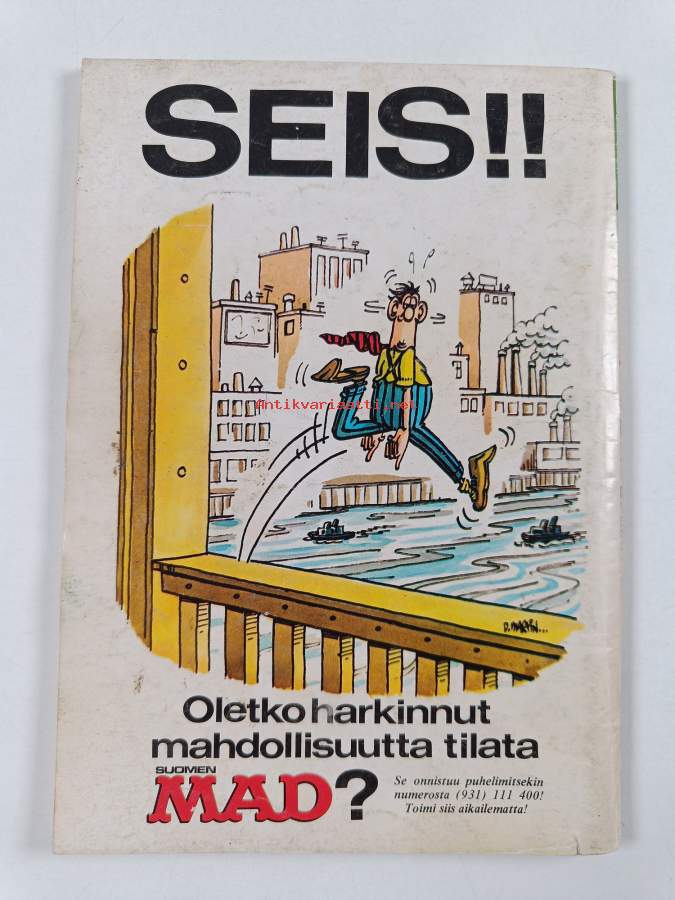 SEIS!!
Antikvariaatti.net
D. MARTIN...
Oletko harkinnut
mahdollisuutta tilata
SUOMEN
MAD?
Se onnistuu puhelimitsekin
numerosta (931) 111 400!
Toimi siis aikailematta!